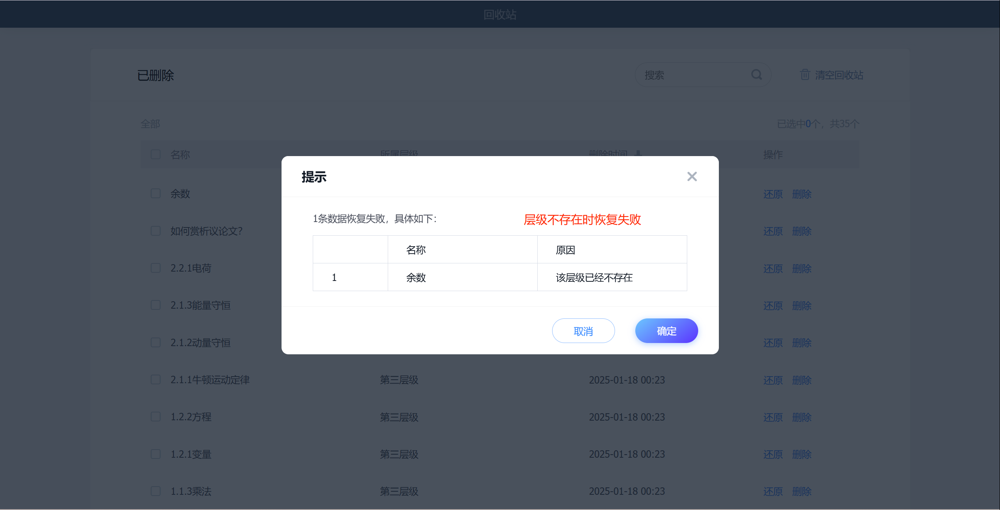 回收站
已删除 搜索 清空回收站
全部 已选中0个，共35个
名称 所属层级 删除时间 操作
提示
余数 还原 删除
1条数据恢复失败，具体如下： 层级不存在时恢复失败
如何赏析议论文？ 还原 删除
名称 原因
2.2.1电荷 还原 删除
1 余数 该层级已经不存在
2.1.3能量守恒 还原 删除
取消 确定
2.1.2动量守恒 还原 删除
2.1.1牛顿运动定律 第三层级 2025-01-18 00:23 还原 删除
1.2.2方程 第三层级 2025-01-18 00:23 还原 删除
1.2.1变量 第三层级 2025-01-18 00:23 还原 删除
1.1.3乘法 第三层级 2025-01-18 00:23 还原 删除